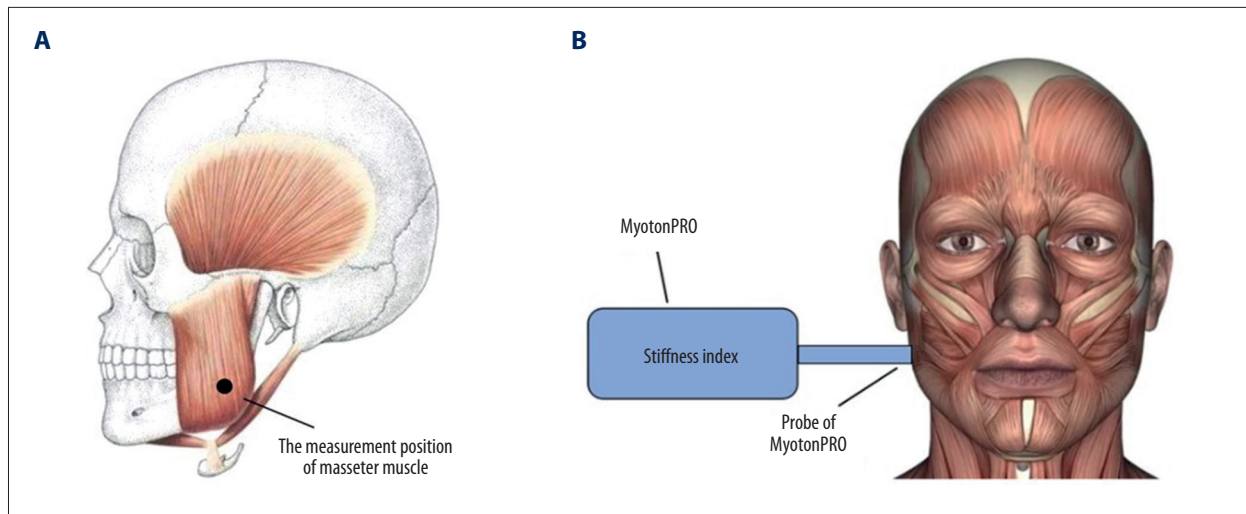 A
The measurement position
of masseter muscle
B
MyotonPRO
Stiffness index
Probe of
MyotonPRO